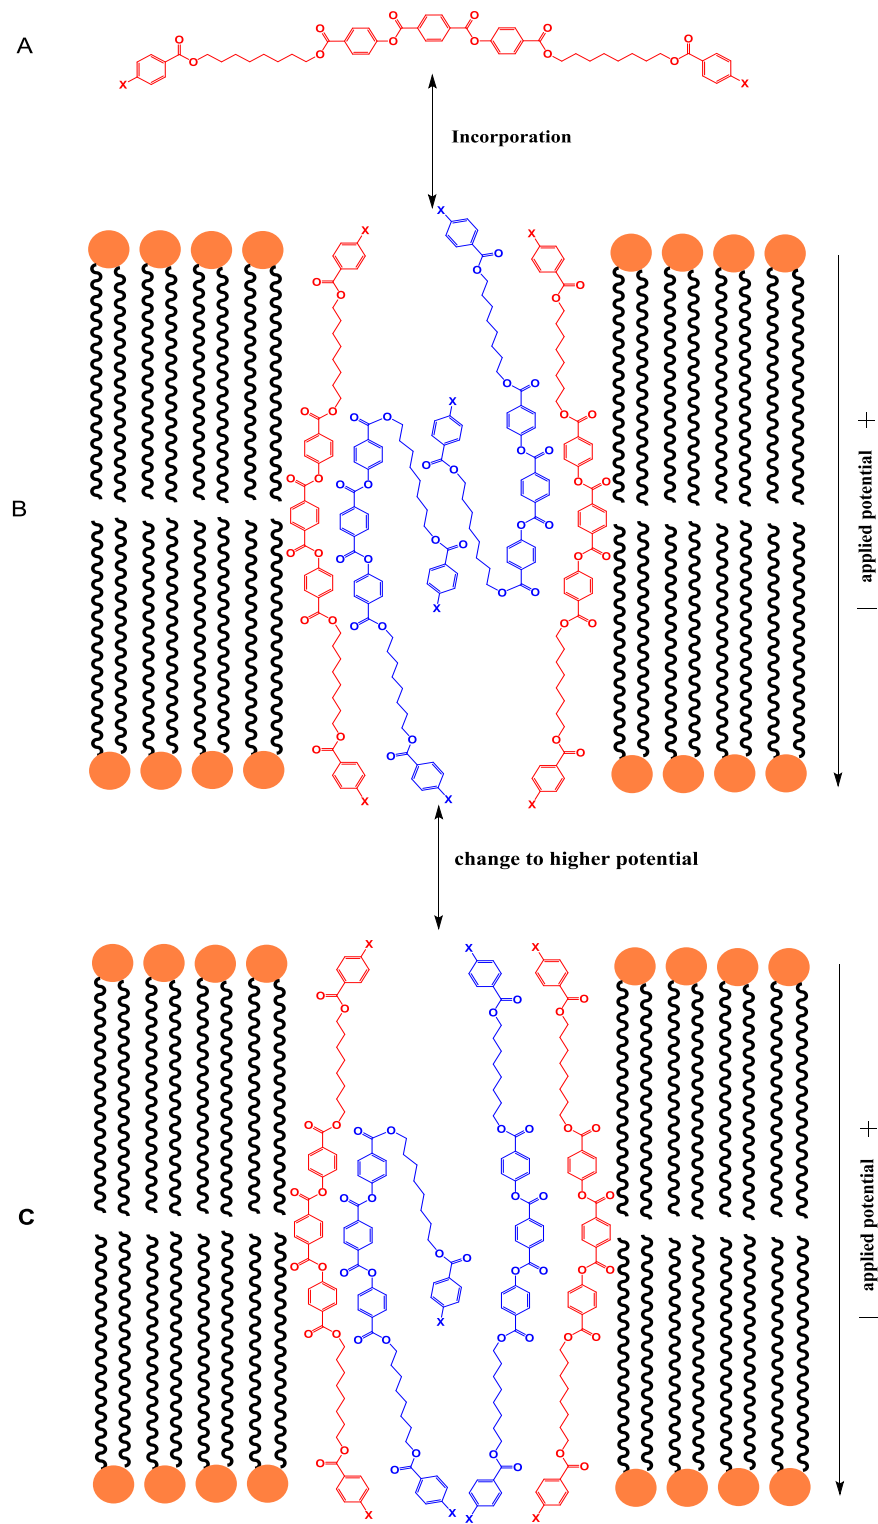 A
Incorporation
B
+
applied potential
—
change to higher potential
C
+
applied potential
—